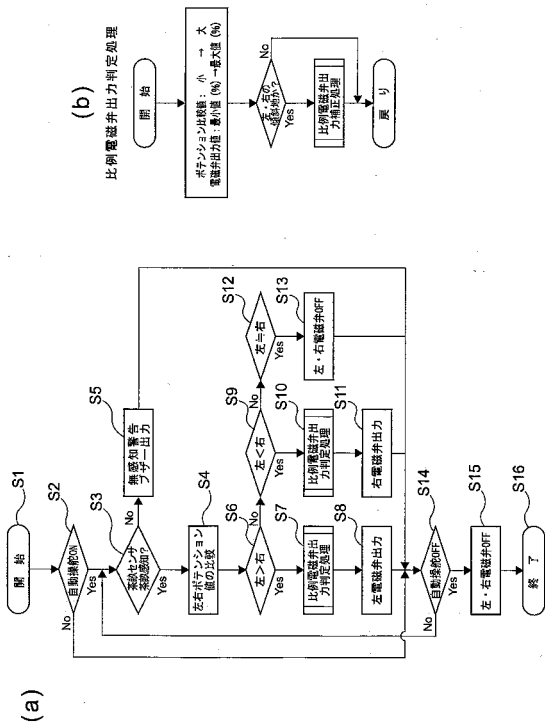 (a)
開 始
S1
自動操舵ON
S2
No
Yes
茶畝センサ
茶畝感知?
S3
No
Yes
無感知警告
ブザー出力
S5
左右ポテンション
値の比較
S4
左>右
S6
No
Yes
比例電磁弁出
力判定処理
S7
左電磁弁出力
S8
左<右
S9
No
Yes
比例電磁弁出
力判定処理
S10
右電磁弁出力
S11
左≒右
S12
Yes
左・右電磁弁OFF
S13
自動操舵OFF
S14
No
Yes
左・右電磁弁OFF
S15
終 了
S16
(b)
比例電磁弁出力判定処理
開 始
ポテンション比較値: 小 → 大
電磁弁出力値:最小値(%)→最大値(%)
左・右の
傾斜地か?
No
Yes
比例電磁弁出
力補正処理
戻 り